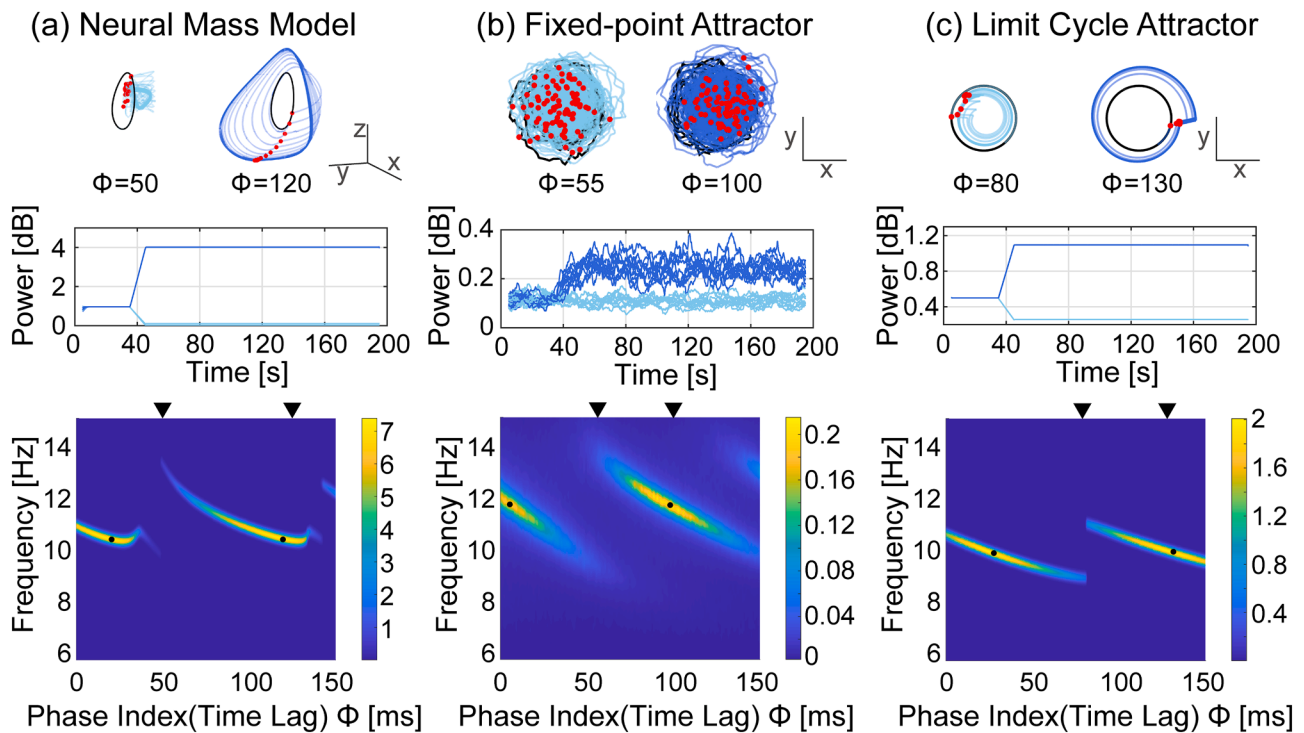 (a) Neural Mass Model
(b) Fixed-point Attractor
(c) Limit Cycle Attractor
z
y
x
Φ=50
Φ=120
y
x
Φ=55
Φ=100
y
x
Φ=80
Φ=130
Power [dB]
4
2
0
0 40 80 120 160 200
Time [s]
Power [dB]
0.4
0.2
0
0 40 80 120 160 200
Time [s]
Power [dB]
1.2
0.8
0.4
0 40 80 120 160 200
Time [s]
Frequency [Hz]
14
12
10
8
6
0 50 100 150
Phase Index(Time Lag) Φ [ms]
7
6
5
4
3
2
1
Frequency [Hz]
14
12
10
8
6
0 50 100 150
Phase Index(Time Lag) Φ [ms]
0.2
0.16
0.12
0.08
0.04
0
Frequency [Hz]
14
12
10
8
6
0 50 100 150
Phase Index(Time Lag) Φ [ms]
2
1.6
1.2
0.8
0.4